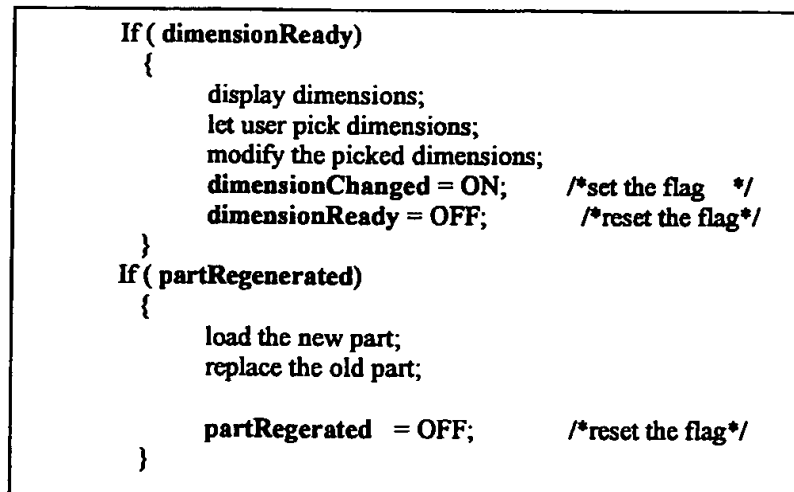 If ( dimensionReady)
{
display dimensions;
let user pick dimensions;
modify the picked dimensions;
dimensionChanged = ON; /*set the flag */
dimensionReady = OFF; /*reset the flag*/
}
If ( partRegenerated)
{
load the new part;
replace the old part;
partRegerated = OFF; /*reset the flag*/
}